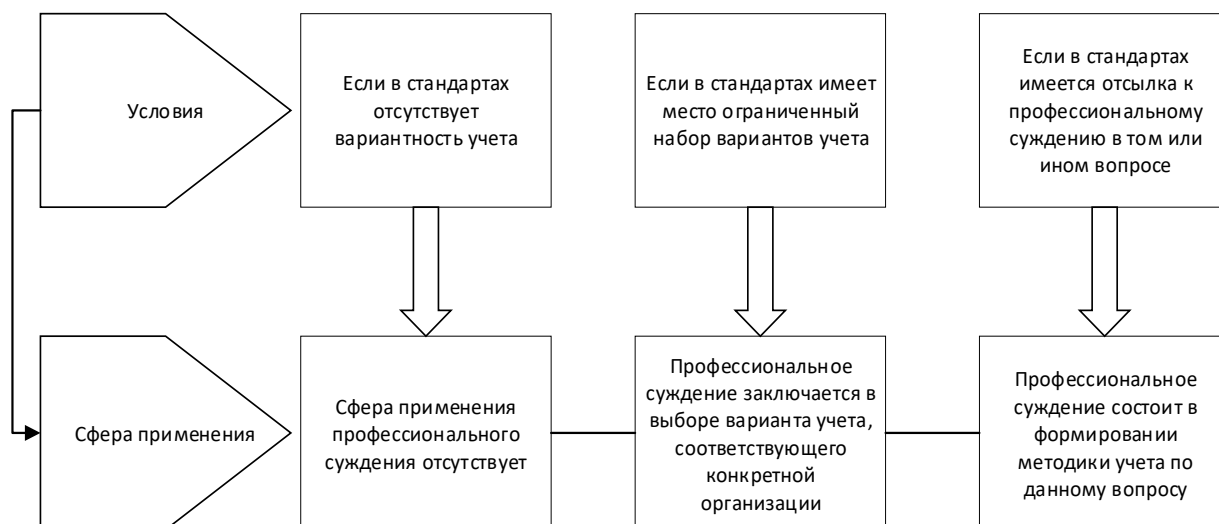 Условия
Если в стандартах
отсутствует
вариантность учета
Если в стандартах имеет
место ограниченный
набор вариантов учета
Если в стандартах
имеется отсылка к
профессиональному
суждению в том или
ином вопросе
Сфера применения
Сфера применения
профессионального
суждения отсутствует
Профессиональное
суждение заключается в
выборе варианта учета,
соответствующего
конкретной
организации
Профессиональное
суждение состоит в
формировании
методики учета по
данному вопросу